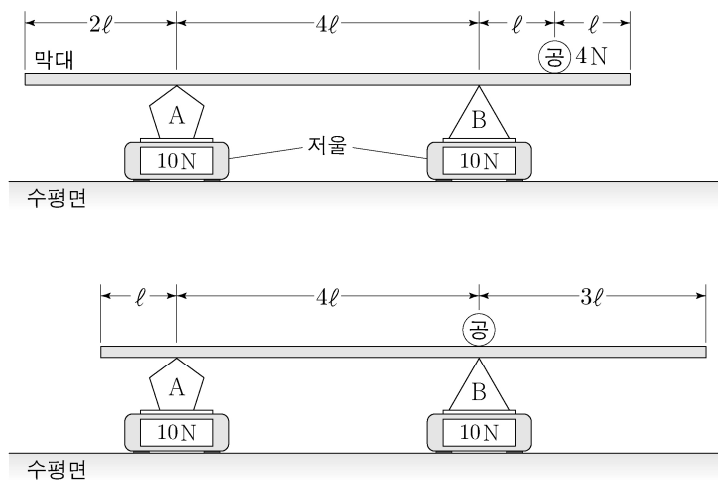 2ℓ 4ℓ ℓ ℓ
막대 공 4N
A B
저울
10N 10N
수평면
ℓ 4ℓ 3ℓ
공
A B
10N 10N
수평면